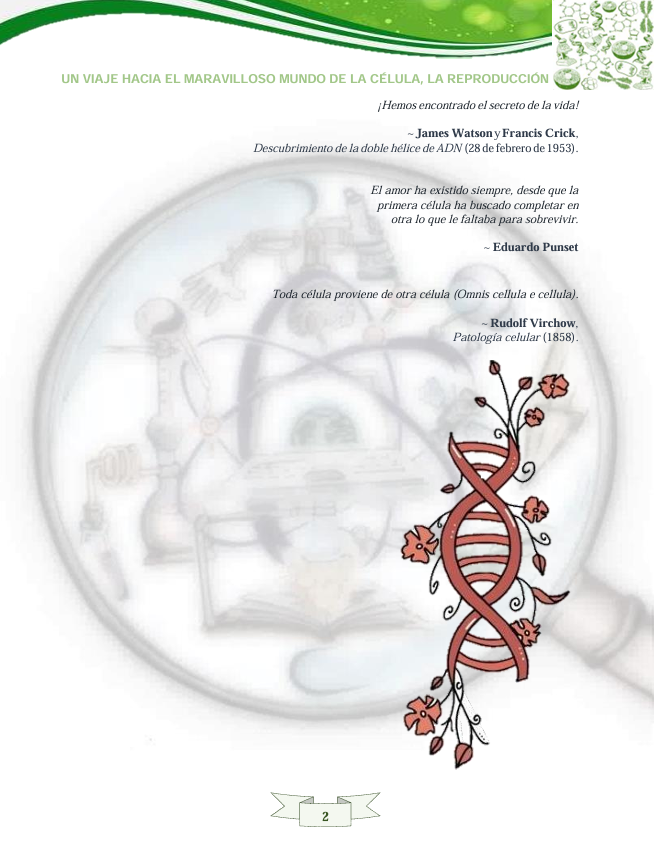 UN VIAJE HACIA EL MARAVILLOSO MUNDO DE LA CÉLULA, LA REPRODUCCIÓN
¡Hemos encontrado el secreto de la vida!
~ James Watson y Francis Crick,
Descubrimiento de la doble hélice de ADN (28 de febrero de 1953).
El amor ha existido siempre, desde que la
primera célula ha buscado completar en
otra lo que le faltaba para sobrevivir.
~ Eduardo Punset
Toda célula proviene de otra célula (Omnis cellula e cellula).
~ Rudolf Virchow,
Patología celular (1858).
2